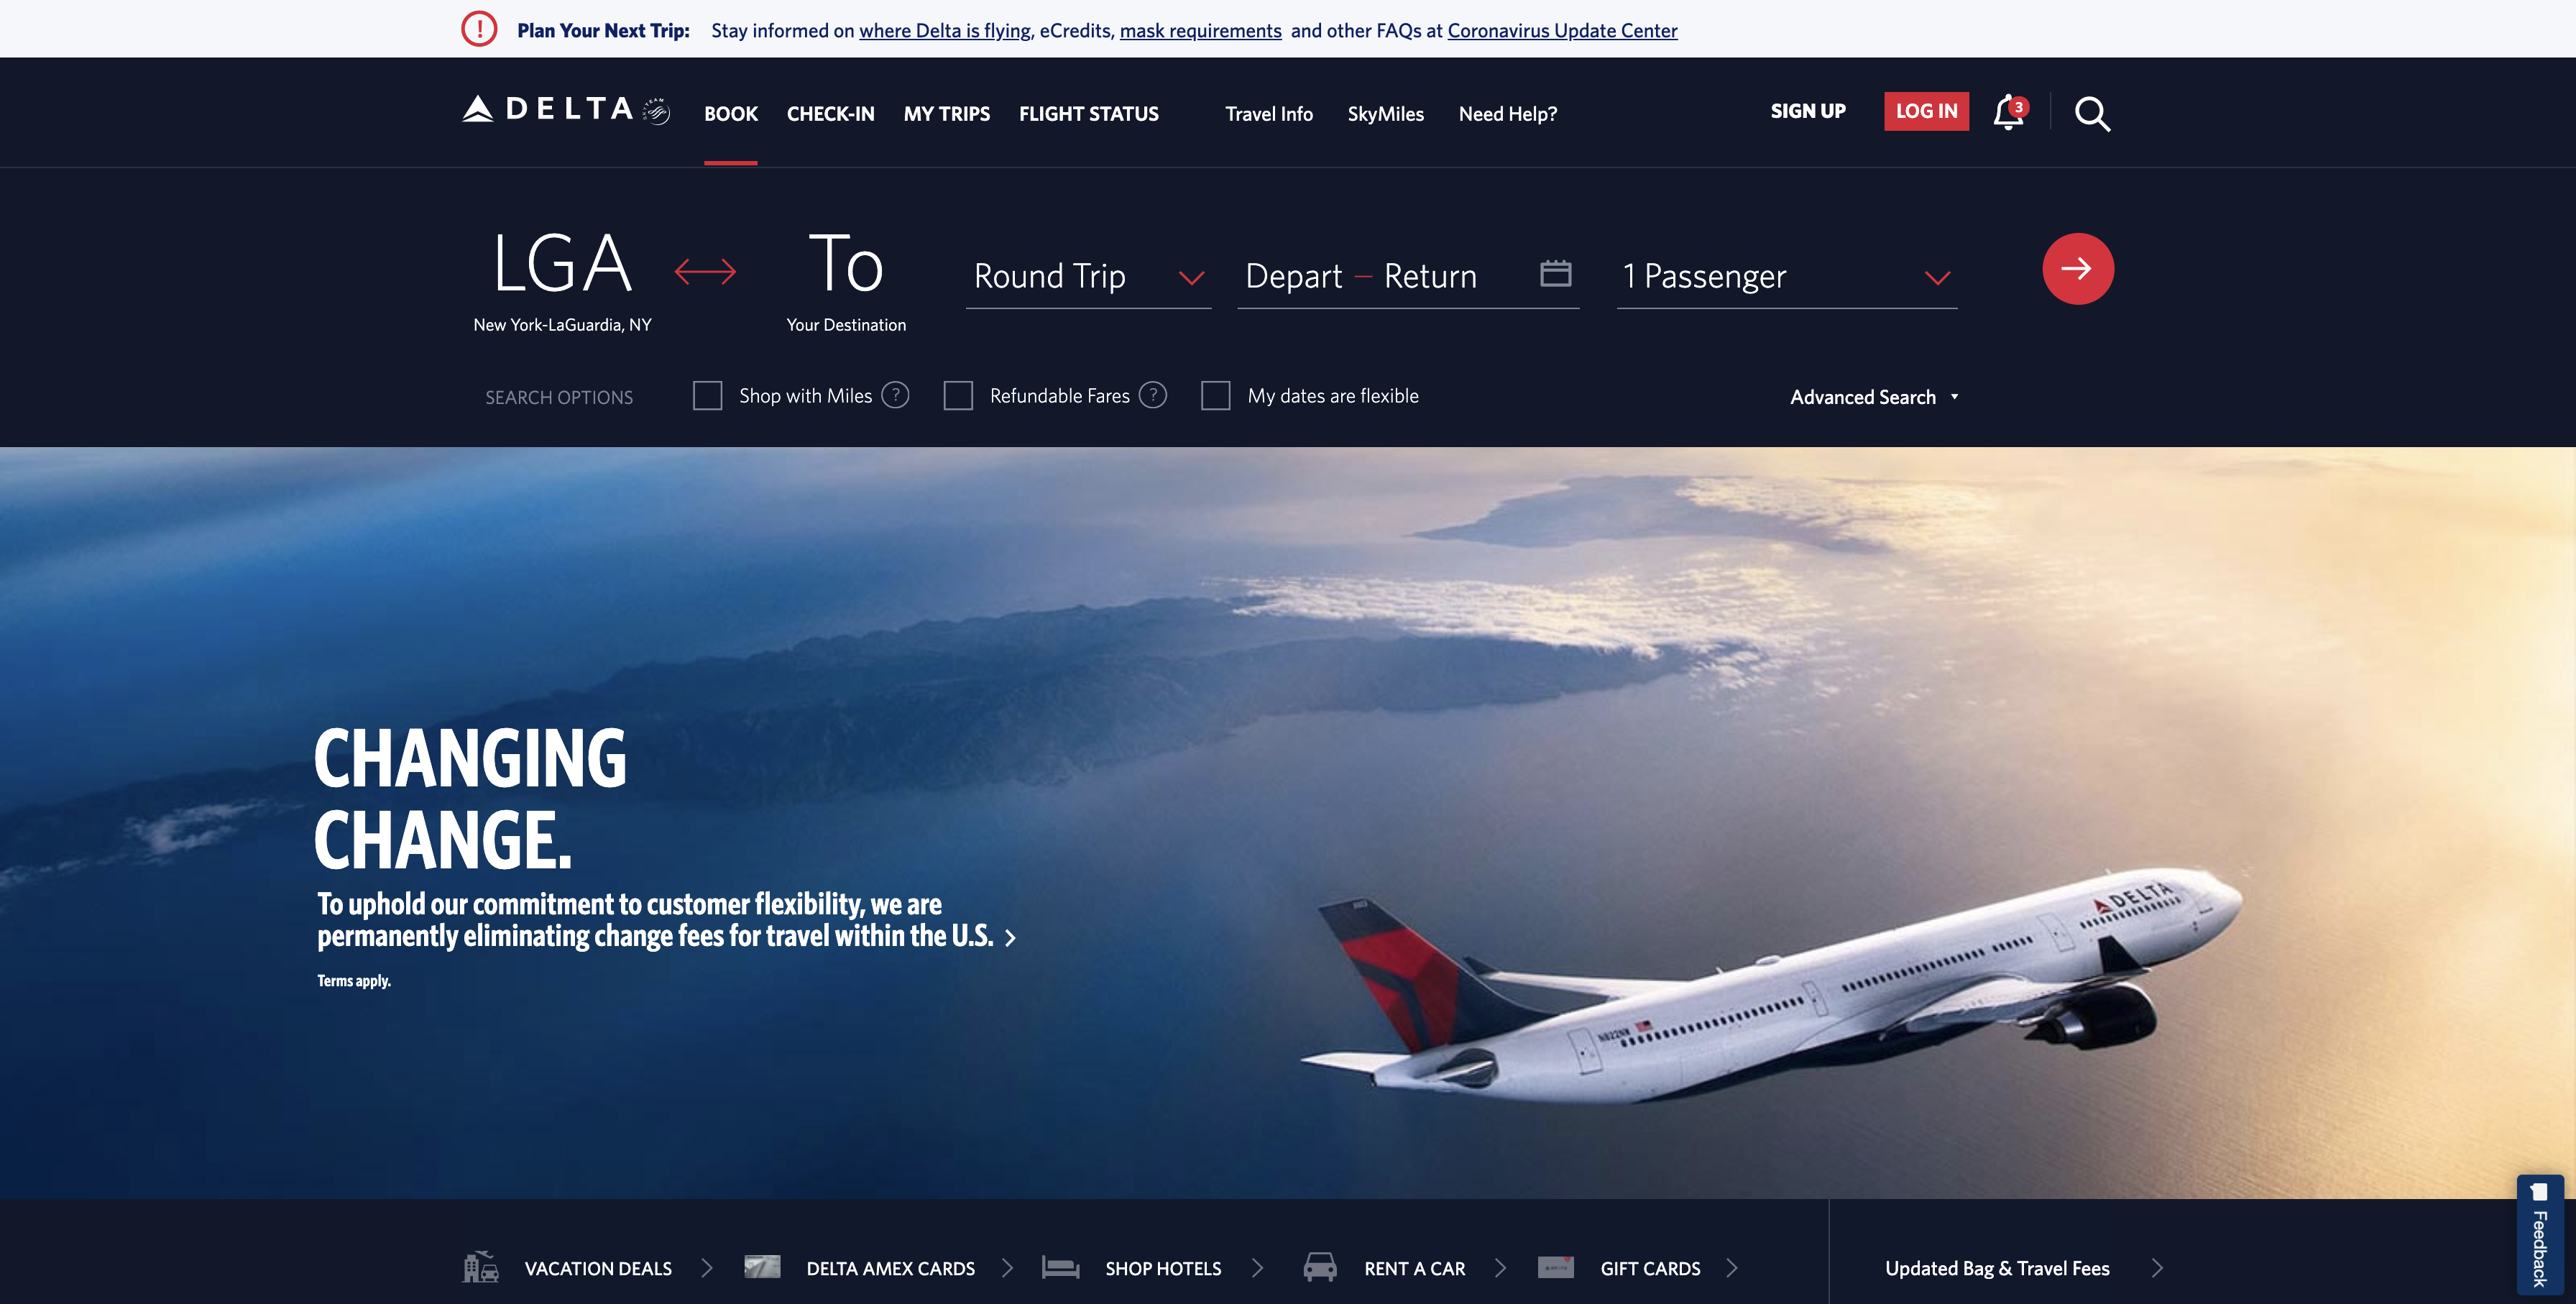 Plan Your Next Trip: Stay informed on where Delta is flying, eCredits, mask requirements and other FAQs at Coronavirus Update Center
DELTA BOOK CHECK-IN MY TRIPS FLIGHT STATUS Travel Info SkyMiles Need Help? SIGN UP LOG IN 3
LGA To Round Trip Depart – Return 1 Passenger
New York-LaGuardia, NY Your Destination
SEARCH OPTIONS Shop with Miles ? Refundable Fares ? My dates are flexible Advanced Search
CHANGING
CHANGE.
To uphold our commitment to customer flexibility, we are
permanently eliminating change fees for travel within the U.S.
Terms apply.
DELTA
N822NW
VACATION DEALS DELTA AMEX CARDS SHOP HOTELS RENT A CAR GIFT CARDS Updated Bag & Travel Fees
Feedback